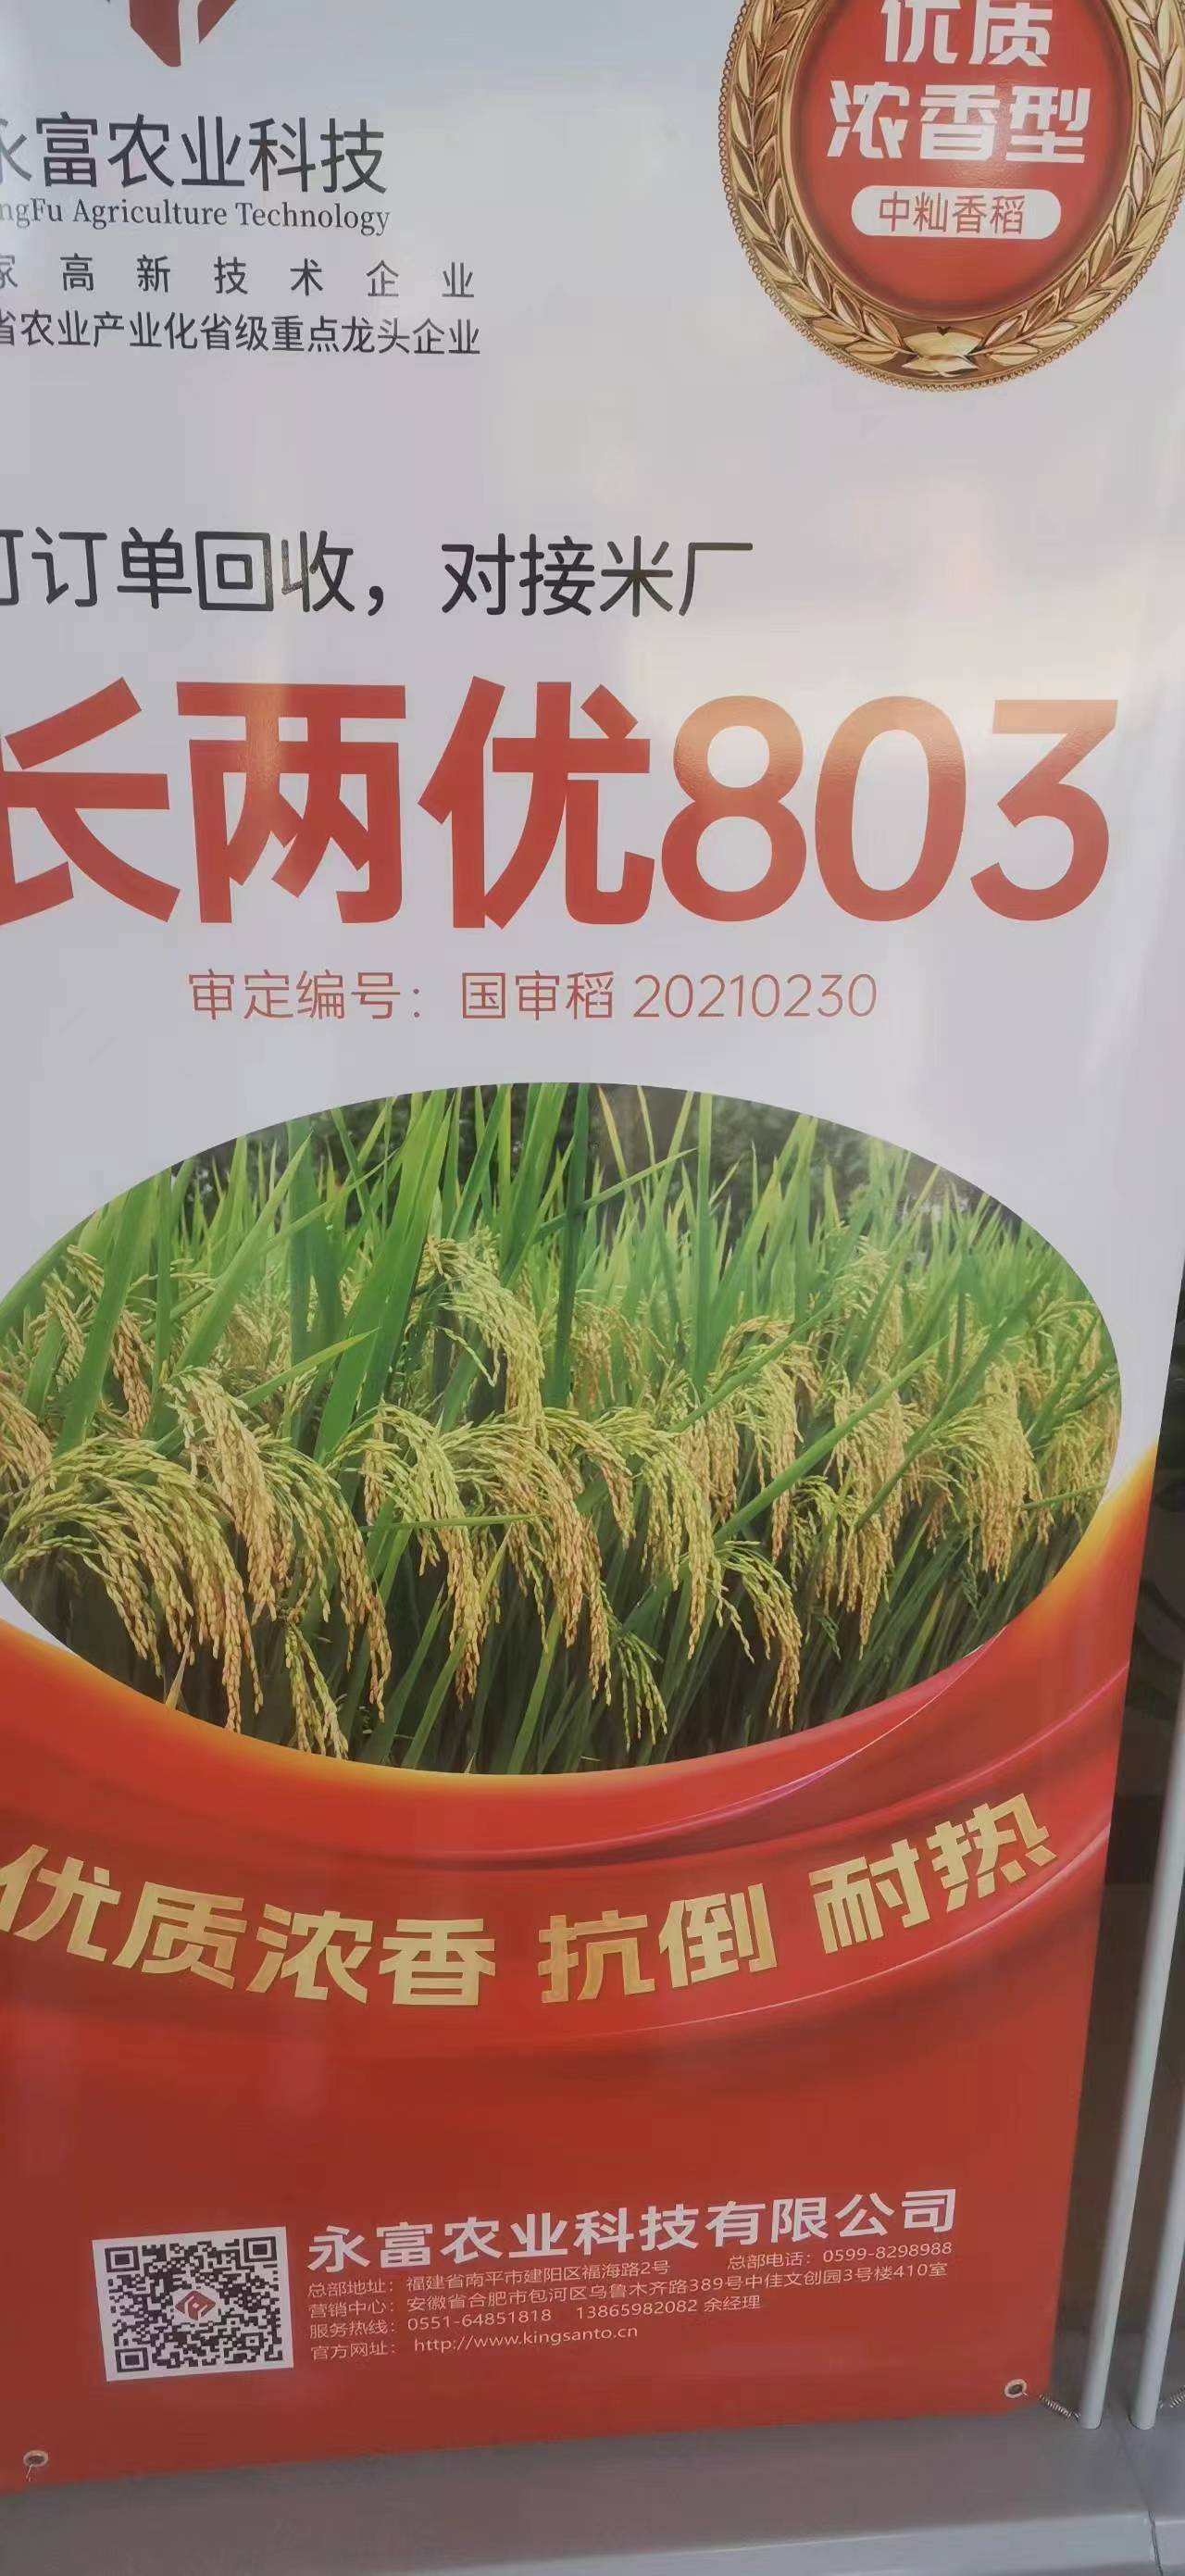 优质
浓香型
中籼香稻
永富农业科技
ngFu Agriculture Technology
家高新技术企业
省农业产业化省级重点龙头企业
可订单回收，对接米厂
长两优803
审定编号：国审稻 20210230
优质浓香 抗倒 耐热
永富农业科技有限公司
总部地址：福建省南平市建阳区福海路2号 总部电话：0599-8298988
营销中心：安徽省合肥市包河区乌鲁木齐路389号中佳文创园3号楼410室
服务热线：0551-64851818 13865982082 余经理
官方网址：http://www.kingsanto.cn